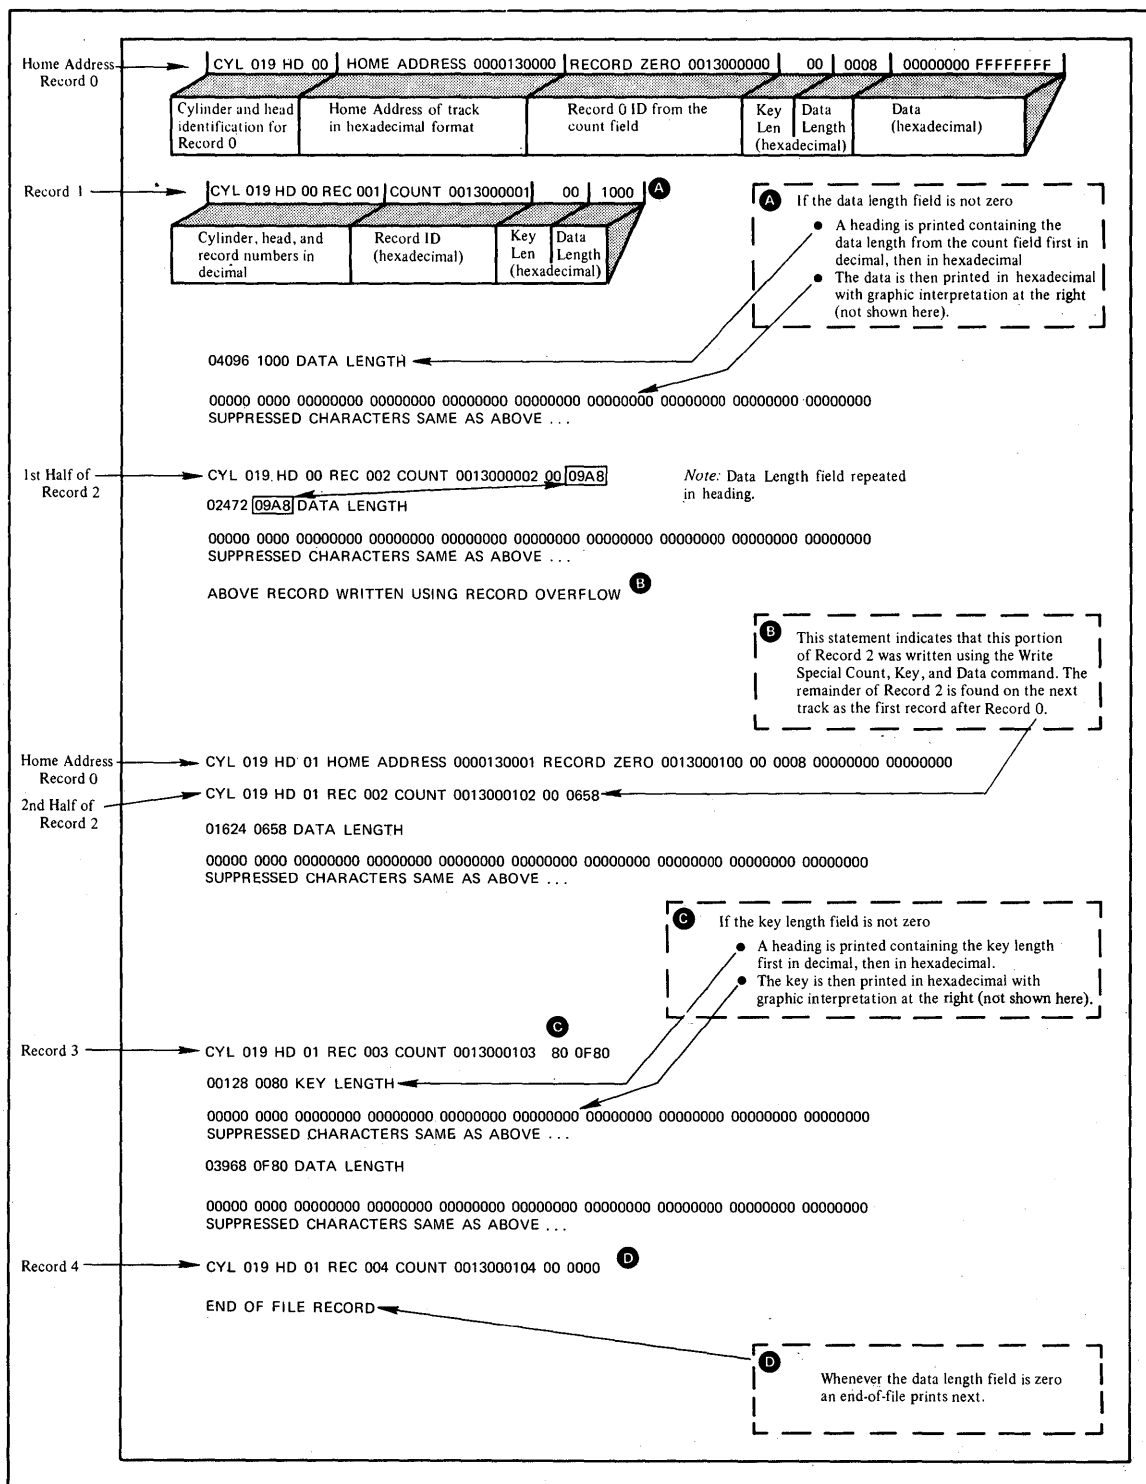 Home Address
Record 0
CYL 019 HD 00 HOME ADDRESS 0000130000 RECORD ZERO 0013000000 00 0008 00000000 FFFFFFFF
Cylinder and head
identification for
Record 0
Home Address of track
in hexadecimal format
Record 0 ID from the
count field
Key
Len
Data
Length
(hexadecimal)
Data
(hexadecimal)
Record 1
CYL 019 HD 00 REC 001 COUNT 0013000001 00 1000 A
Cylinder, head, and
record numbers in
decimal
Record ID
(hexadecimal)
Key
Len
Data
Length
(hexadecimal)
A If the data length field is not zero
● A heading is printed containing the
data length from the count field first in
decimal, then in hexadecimal
● The data is then printed in hexadecimal
with graphic interpretation at the right
(not shown here).
04096 1000 DATA LENGTH
00000 0000 00000000 00000000 00000000 00000000 00000000 00000000 00000000 00000000
SUPPRESSED CHARACTERS SAME AS ABOVE ...
1st Half of
Record 2
CYL 019 HD 00 REC 002 COUNT 0013000002 00 09A8
Note: Data Length field repeated
in heading.
02472 09A8 DATA LENGTH
00000 0000 00000000 00000000 00000000 00000000 00000000 00000000 00000000 00000000
SUPPRESSED CHARACTERS SAME AS ABOVE ...
ABOVE RECORD WRITTEN USING RECORD OVERFLOW B
B This statement indicates that this portion
of Record 2 was written using the Write
Special Count, Key, and Data command. The
remainder of Record 2 is found on the next
track as the first record after Record 0.
Home Address
Record 0
CYL 019 HD 01 HOME ADDRESS 0000130001 RECORD ZERO 0013000100 00 0008 00000000 00000000
2nd Half of
Record 2
CYL 019 HD 01 REC 002 COUNT 0013000102 00 0658
01624 0658 DATA LENGTH
00000 0000 00000000 00000000 00000000 00000000 00000000 00000000 00000000 00000000
SUPPRESSED CHARACTERS SAME AS ABOVE ...
C If the key length field is not zero
● A heading is printed containing the key length
first in decimal, then in hexadecimal.
● The key is then printed in hexadecimal with
graphic interpretation at the right (not shown here).
C
Record 3
CYL 019 HD 01 REC 003 COUNT 0013000103 80 0F80
00128 0080 KEY LENGTH
00000 0000 00000000 00000000 00000000 00000000 00000000 00000000 00000000 00000000
SUPPRESSED CHARACTERS SAME AS ABOVE ...
03968 0F80 DATA LENGTH
00000 0000 00000000 00000000 00000000 00000000 00000000 00000000 00000000 00000000
SUPPRESSED CHARACTERS SAME AS ABOVE ...
Record 4
CYL 019 HD 01 REC 004 COUNT 0013000104 00 0000 D
END OF FILE RECORD
D Whenever the data length field is zero
an end-of-file prints next.